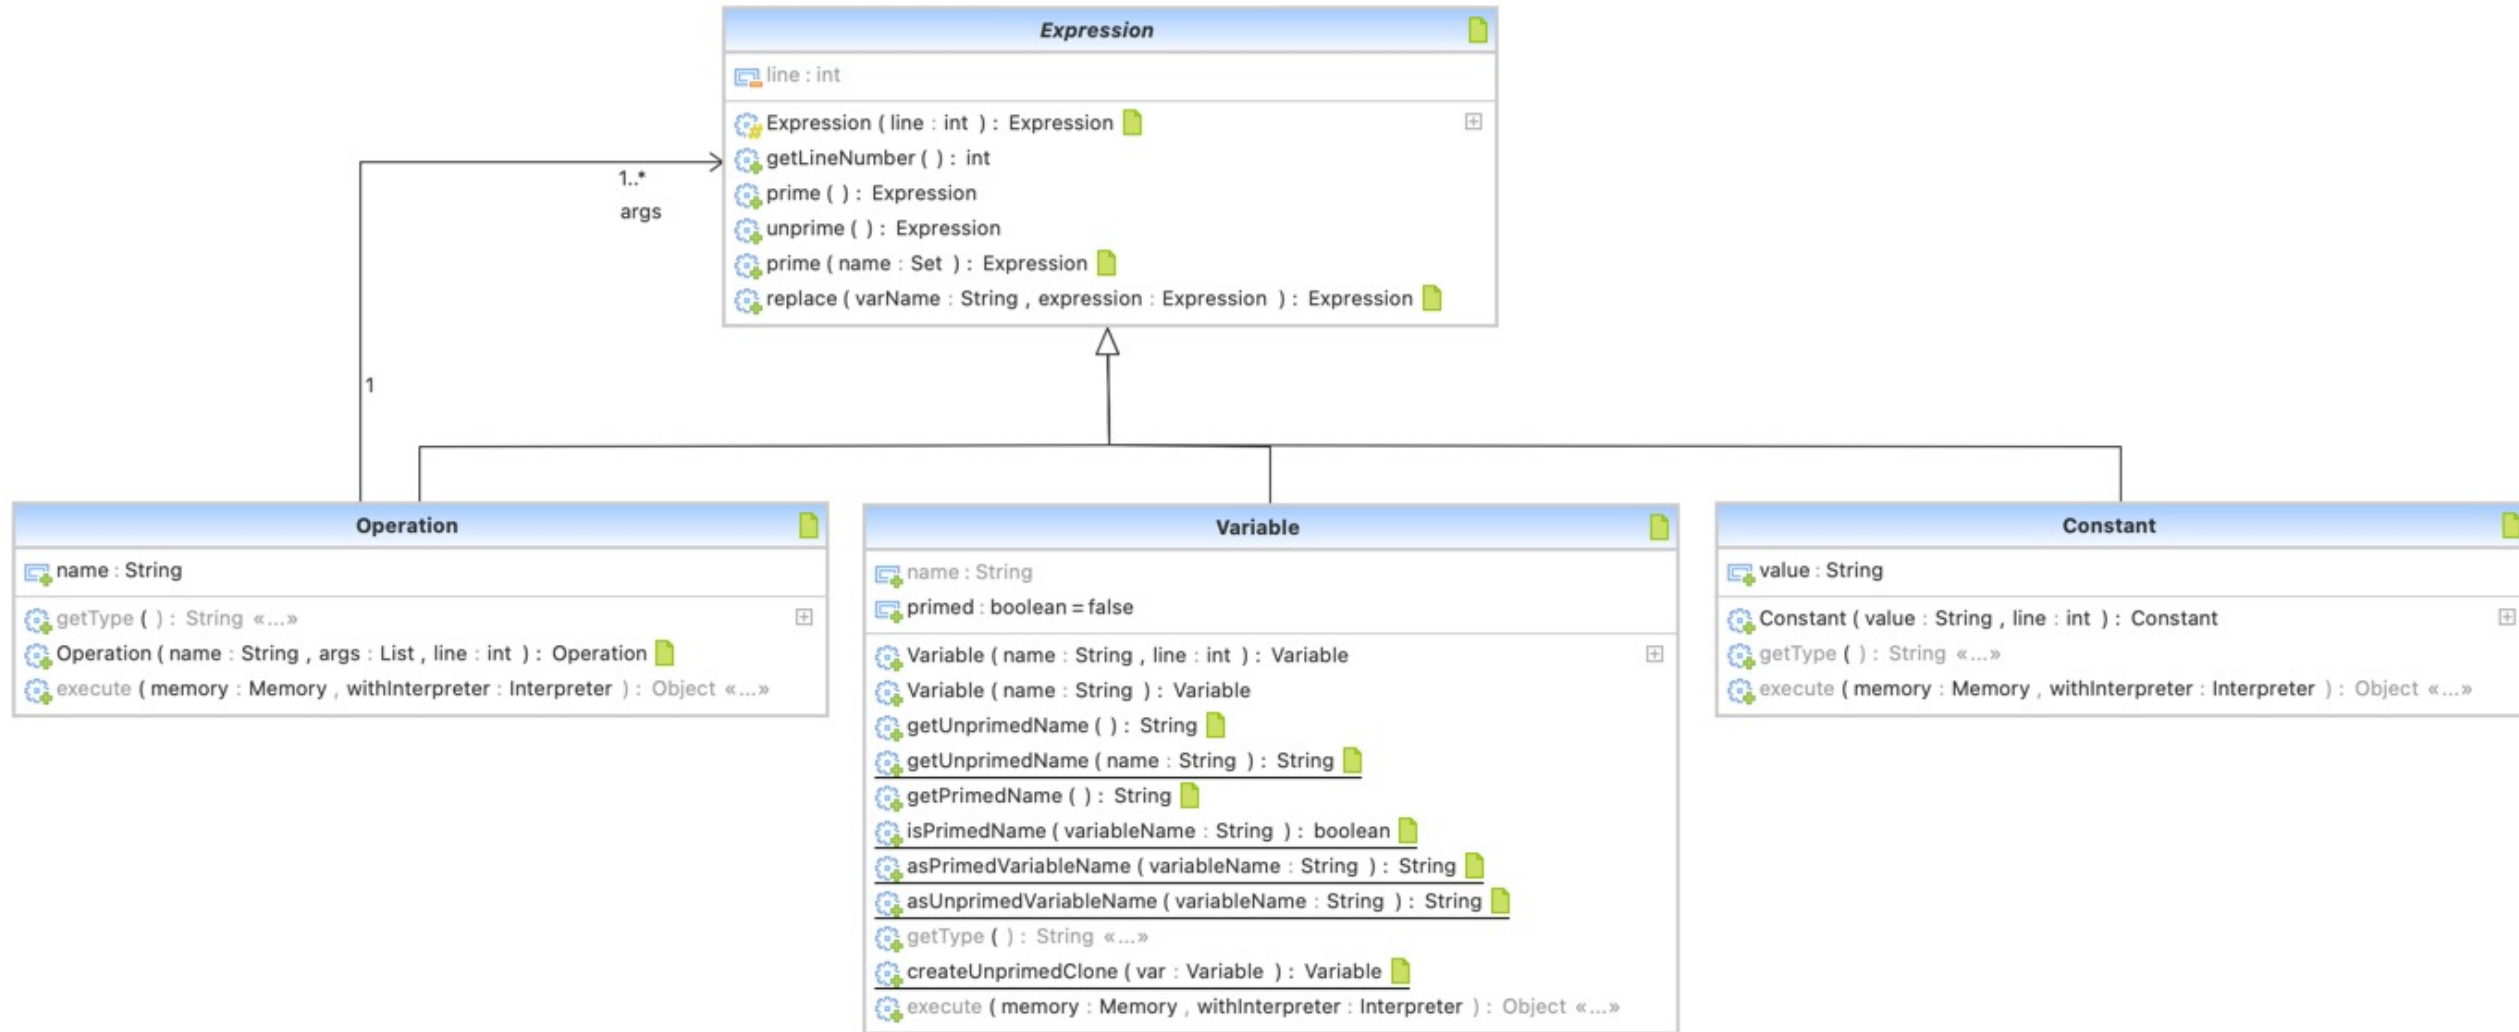 Expression
line : int
Expression ( line : int ) : Expression
getLineNumber ( ) : int
prime ( ) : Expression
unprime ( ) : Expression
prime ( name : Set ) : Expression
replace ( varName : String , expression : Expression ) : Expression
1..*
args
1
Operation
name : String
getType ( ) : String «...»
Operation ( name : String , args : List , line : int ) : Operation
execute ( memory : Memory , withInterpreter : Interpreter ) : Object «...»
Variable
name : String
primed : boolean = false
Variable ( name : String , line : int ) : Variable
Variable ( name : String ) : Variable
getUnprimedName ( ) : String
getUnprimedName ( name : String ) : String
getPrimedName ( ) : String
isPrimedName ( variableName : String ) : boolean
asPrimedVariableName ( variableName : String ) : String
asUnprimedVariableName ( variableName : String ) : String
getType ( ) : String «...»
createUnprimedClone ( var : Variable ) : Variable
execute ( memory : Memory , withInterpreter : Interpreter ) : Object «...»
Constant
value : String
Constant ( value : String , line : int ) : Constant
getType ( ) : String «...»
execute ( memory : Memory , withInterpreter : Interpreter ) : Object «...»